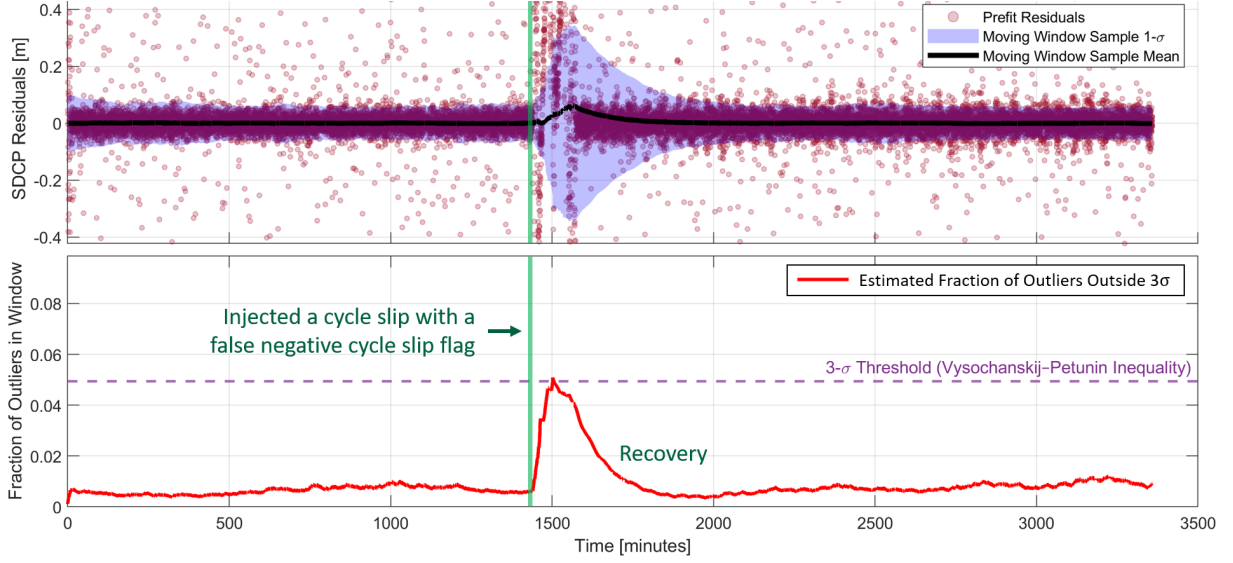 0.4
0.2
0
-0.2
-0.4
SDCP Residuals [m]
Prefit Residuals
Moving Window Sample 1-σ
Moving Window Sample Mean
0.08
0.06
0.04
0.02
0
Fraction of Outliers in Window
Estimated Fraction of Outliers Outside 3σ
Injected a cycle slip with a
false negative cycle slip flag
3-σ Threshold (Vysochanskij–Petunin Inequality)
Recovery
0 500 1000 1500 2000 2500 3000 3500
Time [minutes]